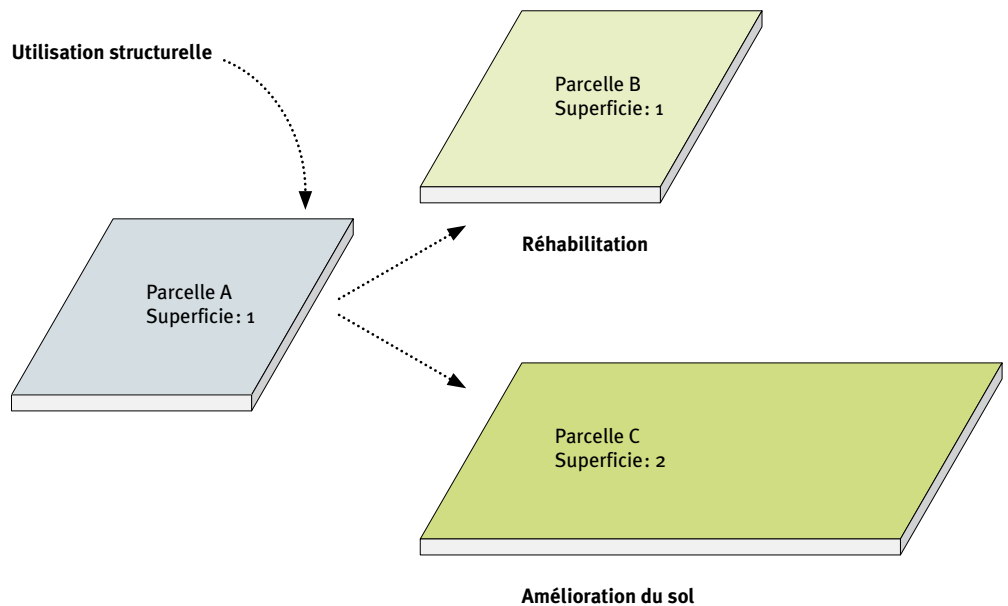 Utilisation structurelle
Parcelle B
Superficie: 1
Réhabilitation
Parcelle A
Superficie: 1
Parcelle C
Superficie: 2
Amélioration du sol